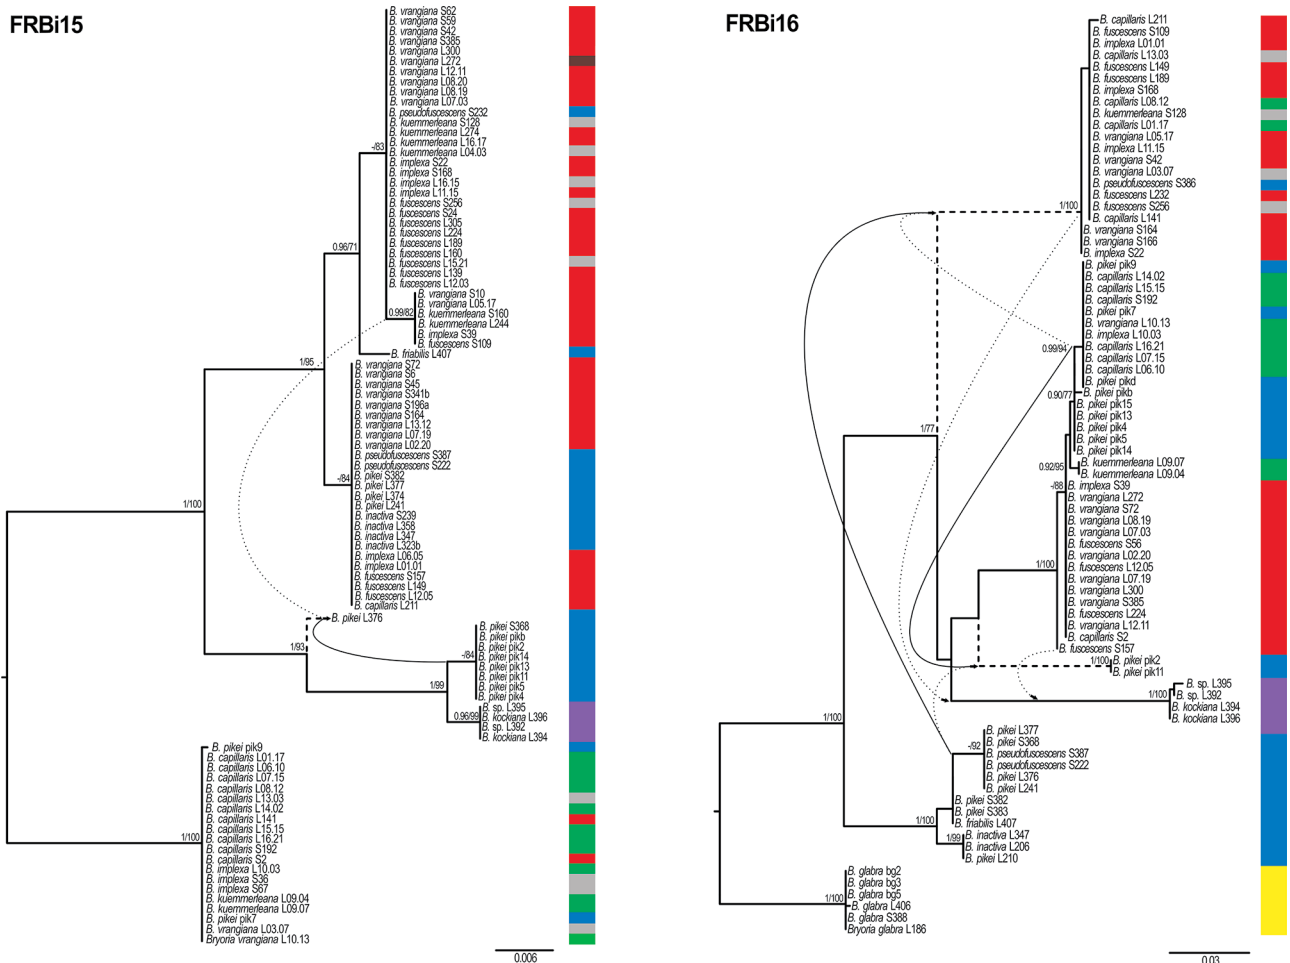 FRBi15
B. vrangiana S62
B. vrangiana S59
B. vrangiana S42
B. vrangiana S385
B. vrangiana L300
B. vrangiana L272
B. vrangiana L12.11
B. vrangiana L08.20
B. vrangiana L08.19
B. vrangiana L07.03
B. pseudofuscescens S232
B. kuemmerleana S128
B. kuemmerleana L274
B. kuemmerleana L16.17
B. kuemmerleana L04.03
B. implexa S22
B. implexa S168
B. implexa L16.15
B. implexa L11.15
B. fuscescens S256
B. fuscescens S24
B. fuscescens L305
B. fuscescens L224
B. fuscescens L189
B. fuscescens L160
B. fuscescens L15.21
B. fuscescens L139
B. fuscescens L12.03
B. vrangiana S10
B. vrangiana L05.17
B. kuemmerleana S160
B. kuemmerleana L244
B. implexa S39
B. fuscescens S109
B. friabilis L407
B. vrangiana S72
B. vrangiana S6
B. vrangiana S45
B. vrangiana S341b
B. vrangiana S196a
B. vrangiana S164
B. vrangiana L13.12
B. vrangiana L07.19
B. vrangiana L02.20
B. pseudofuscescens S387
B. pseudofuscescens S222
B. pikei S382
B. pikei L377
B. pikei L374
B. pikei L241
B. inactiva S239
B. inactiva L358
B. inactiva L347
B. inactiva L323b
B. implexa L06.05
B. implexa L01.01
B. fuscescens S157
B. fuscescens L149
B. fuscescens L12.05
B. capillaris L211
B. pikei L376
B. pikei S368
B. pikei pikb
B. pikei pik2
B. pikei pik14
B. pikei pik13
B. pikei pik11
B. pikei pik5
B. pikei pik4
B. sp. L395
B. kockiana L396
B. sp. L392
B. kockiana L394
B. pikei pik9
B. capillaris L01.17
B. capillaris L06.10
B. capillaris L07.15
B. capillaris L08.12
B. capillaris L13.03
B. capillaris L14.02
B. capillaris L141
B. capillaris L15.15
B. capillaris L16.21
B. capillaris S192
B. capillaris S2
B. implexa L10.03
B. implexa S36
B. implexa S67
B. kuemmerleana L09.04
B. kuemmerleana L09.07
B. pikei pik7
B. vrangiana L03.07
Bryoria vrangiana L10.13
-/83
0.96/71
0.99/82
1/95
-/84
1/100
1/93
-/84
1/99
0.96/99
1/100
0.006
FRBi16
B. capillaris L211
B. fuscescens S109
B. implexa L01.01
B. capillaris L13.03
B. fuscescens L149
B. fuscescens L189
B. implexa S168
B. capillaris L08.12
B. kuemmerleana S128
B. capillaris L01.17
B. vrangiana L05.17
B. implexa L11.15
B. vrangiana S42
B. vrangiana L03.07
B. pseudofuscescens S386
B. fuscescens L232
B. fuscescens S256
B. capillaris L141
B. vrangiana S164
B. vrangiana S166
B. implexa S22
B. pikei pik9
B. capillaris L14.02
B. capillaris L15.15
B. capillaris S192
B. pikei pik7
B. vrangiana L10.13
B. implexa L10.03
B. capillaris L16.21
B. capillaris L07.15
B. capillaris L06.10
B. pikei pikd
B. pikei pikb
B. pikei pik15
B. pikei pik13
B. pikei pik4
B. pikei pik5
B. pikei pik14
B. kuemmerleana L09.07
B. kuemmerleana L09.04
B. implexa S39
B. vrangiana L272
B. vrangiana S72
B. vrangiana L08.19
B. vrangiana L07.03
B. fuscescens S56
B. vrangiana L02.20
B. fuscescens L12.05
B. vrangiana L07.19
B. vrangiana L300
B. vrangiana S385
B. fuscescens L224
B. vrangiana L12.11
B. capillaris S2
B. fuscescens S157
B. pikei pik2
B. pikei pik11
B. sp. L395
B. sp. L392
B. kockiana L394
B. kockiana L396
B. pikei L377
B. pikei S368
B. pseudofuscescens S387
B. pseudofuscescens S222
B. pikei L376
B. pikei L241
B. pikei S382
B. pikei S383
B. friabilis L407
B. inactiva L347
B. inactiva L206
B. pikei L210
B. glabra bg2
B. glabra bg3
B. glabra bg5
B. glabra L406
B. glabra S388
Bryoria glabra L186
1/100
0.99/94
0.90/77
1/77
0.92/95
-/88
1/100
1/100
1/100
1/100
-/92
1/100
1/99
1/100
0.03